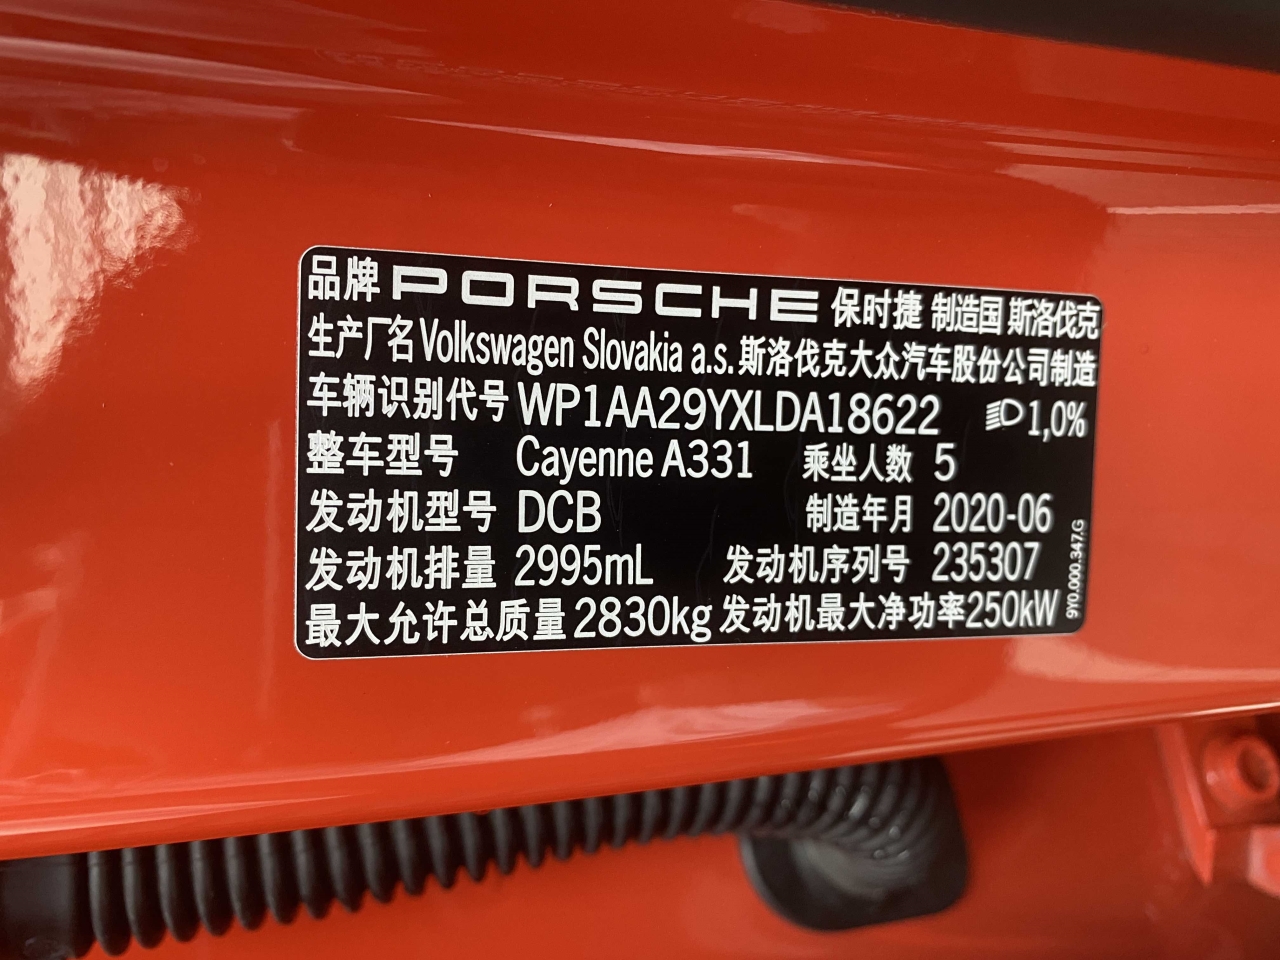 品牌 PORSCHE 保时捷 制造国 斯洛伐克
生产厂名 Volkswagen Slovakia a.s. 斯洛伐克大众汽车股份公司制造
车辆识别代号 WP1AA29YXLDA18622 1,0%
整车型号 Cayenne A331 乘坐人数 5
发动机型号 DCB 制造年月 2020-06
发动机排量 2995mL 发动机序列号 235307
最大允许总质量 2830kg 发动机最大净功率 250kW
9Y0.000.347.G